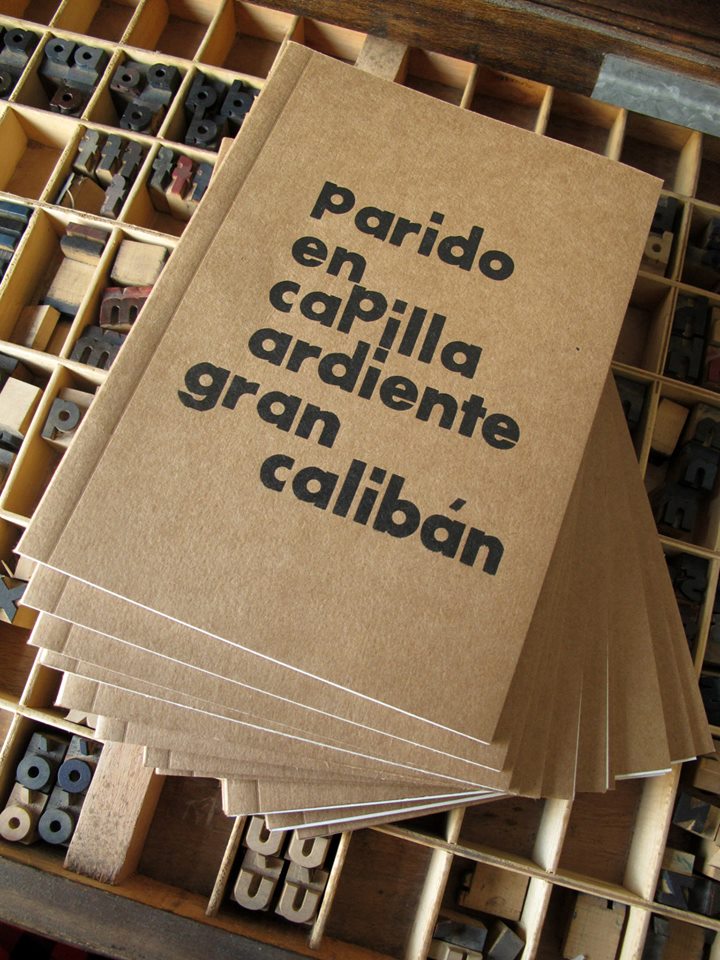 parido
en
capilla
ardiente
gran
calibán